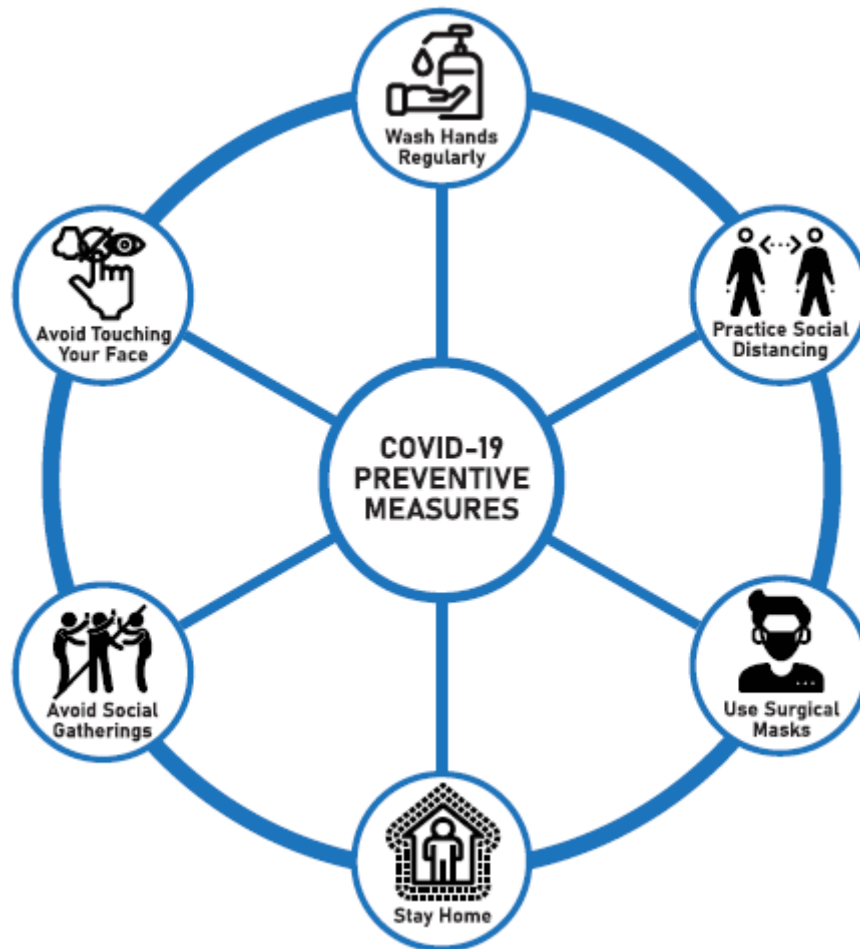 Wash Hands
Regularly
Avoid Touching
Your Face
Practice Social
Distancing
COVID-19
PREVENTIVE
MEASURES
Avoid Social
Gatherings
Use Surgical
Masks
Stay Home